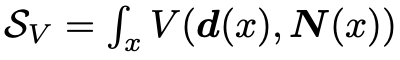 𝒮_V = ∫_x V(𝒅(x), 𝑵(x))